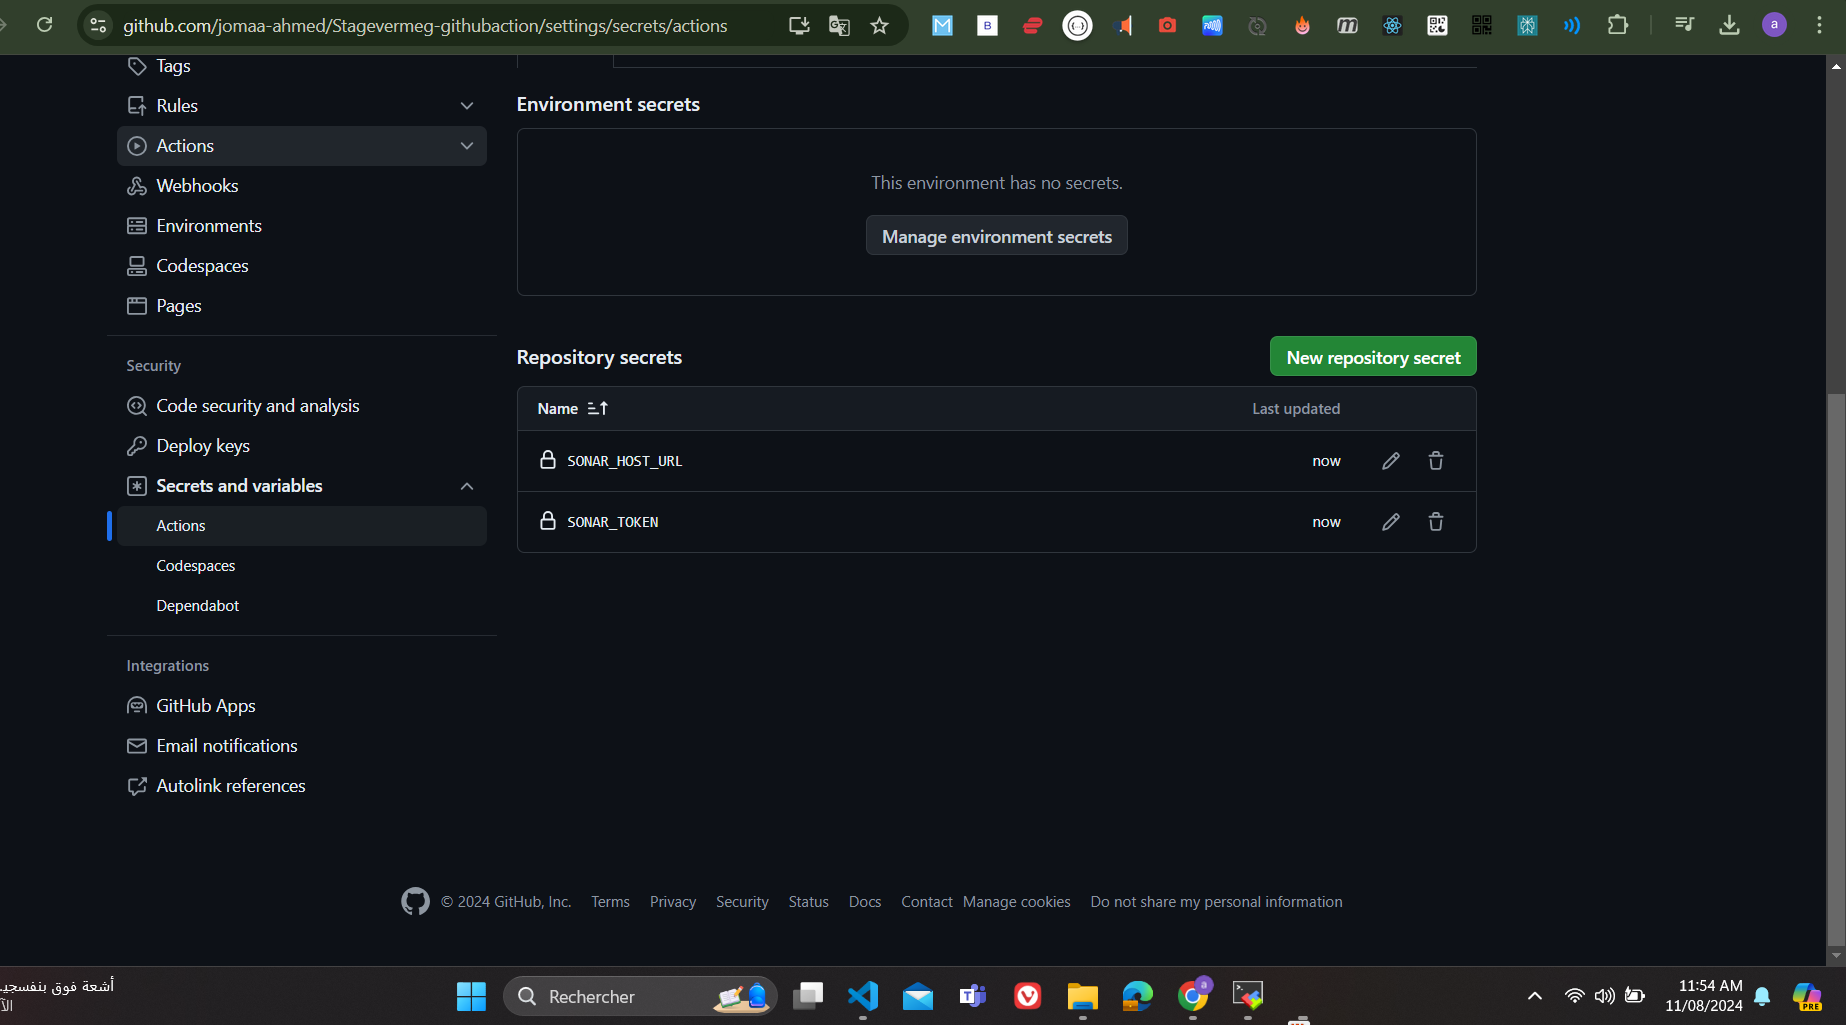 github.com/jomaa-ahmed/Stagevermeg-githubaction/settings/secrets/actions
a
Tags
Rules
Actions
Webhooks
Environments
Codespaces
Pages
Security
Code security and analysis
Deploy keys
Secrets and variables
Actions
Codespaces
Dependabot
Integrations
GitHub Apps
Email notifications
Autolink references
Environment secrets
This environment has no secrets.
Manage environment secrets
Repository secrets
New repository secret
Name
Last updated
SONAR_HOST_URL
now
SONAR_TOKEN
now
© 2024 GitHub, Inc.
Terms
Privacy
Security
Status
Docs
Contact
Manage cookies
Do not share my personal information
أشعة فوق بنفسجية
Rechercher
11:54 AM
11/08/2024
PRE